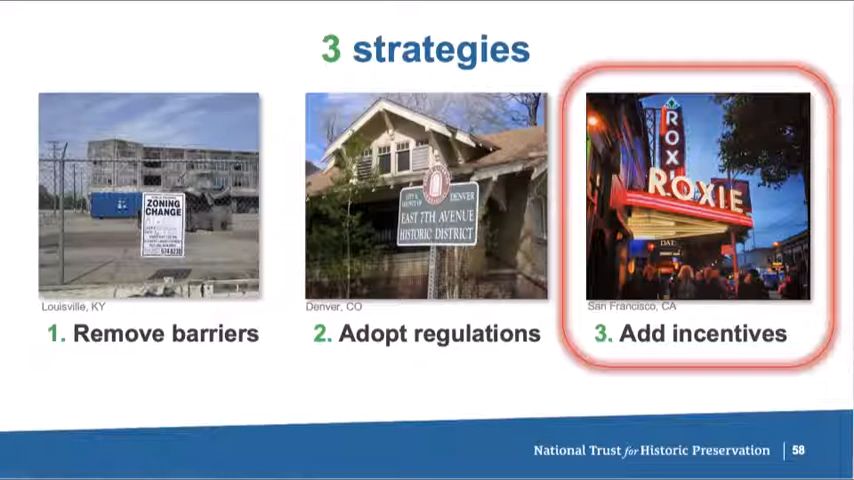 3 strategies
ZONING
CHANGE
Louisville, KY
1. Remove barriers
CITY &
COUNTY OF
DENVER
EAST 7TH AVENUE
HISTORIC DISTRICT
Denver, CO
2. Adopt regulations
ROXIE
San Francisco, CA
3. Add incentives
National Trust for Historic Preservation
58